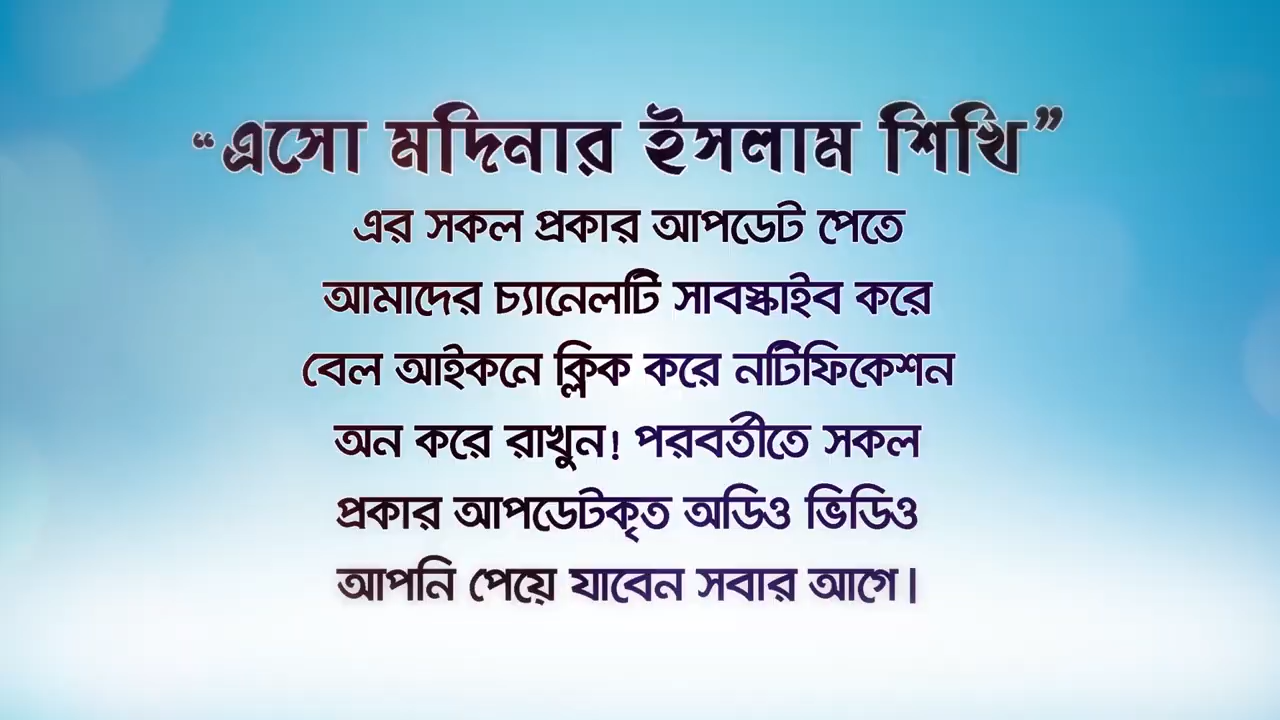 “এসো মদিনার ইসলাম শিখি”
এর সকল প্রকার আপডেট পেতে
আমাদের চ্যানেলটি সাবস্কাইব করে
বেল আইকনে ক্লিক করে নটিফিকেশন
অন করে রাখুন! পরবর্তীতে সকল
প্রকার আপডেটকৃত অডিও ভিডিও
আপনি পেয়ে যাবেন সবার আগে।